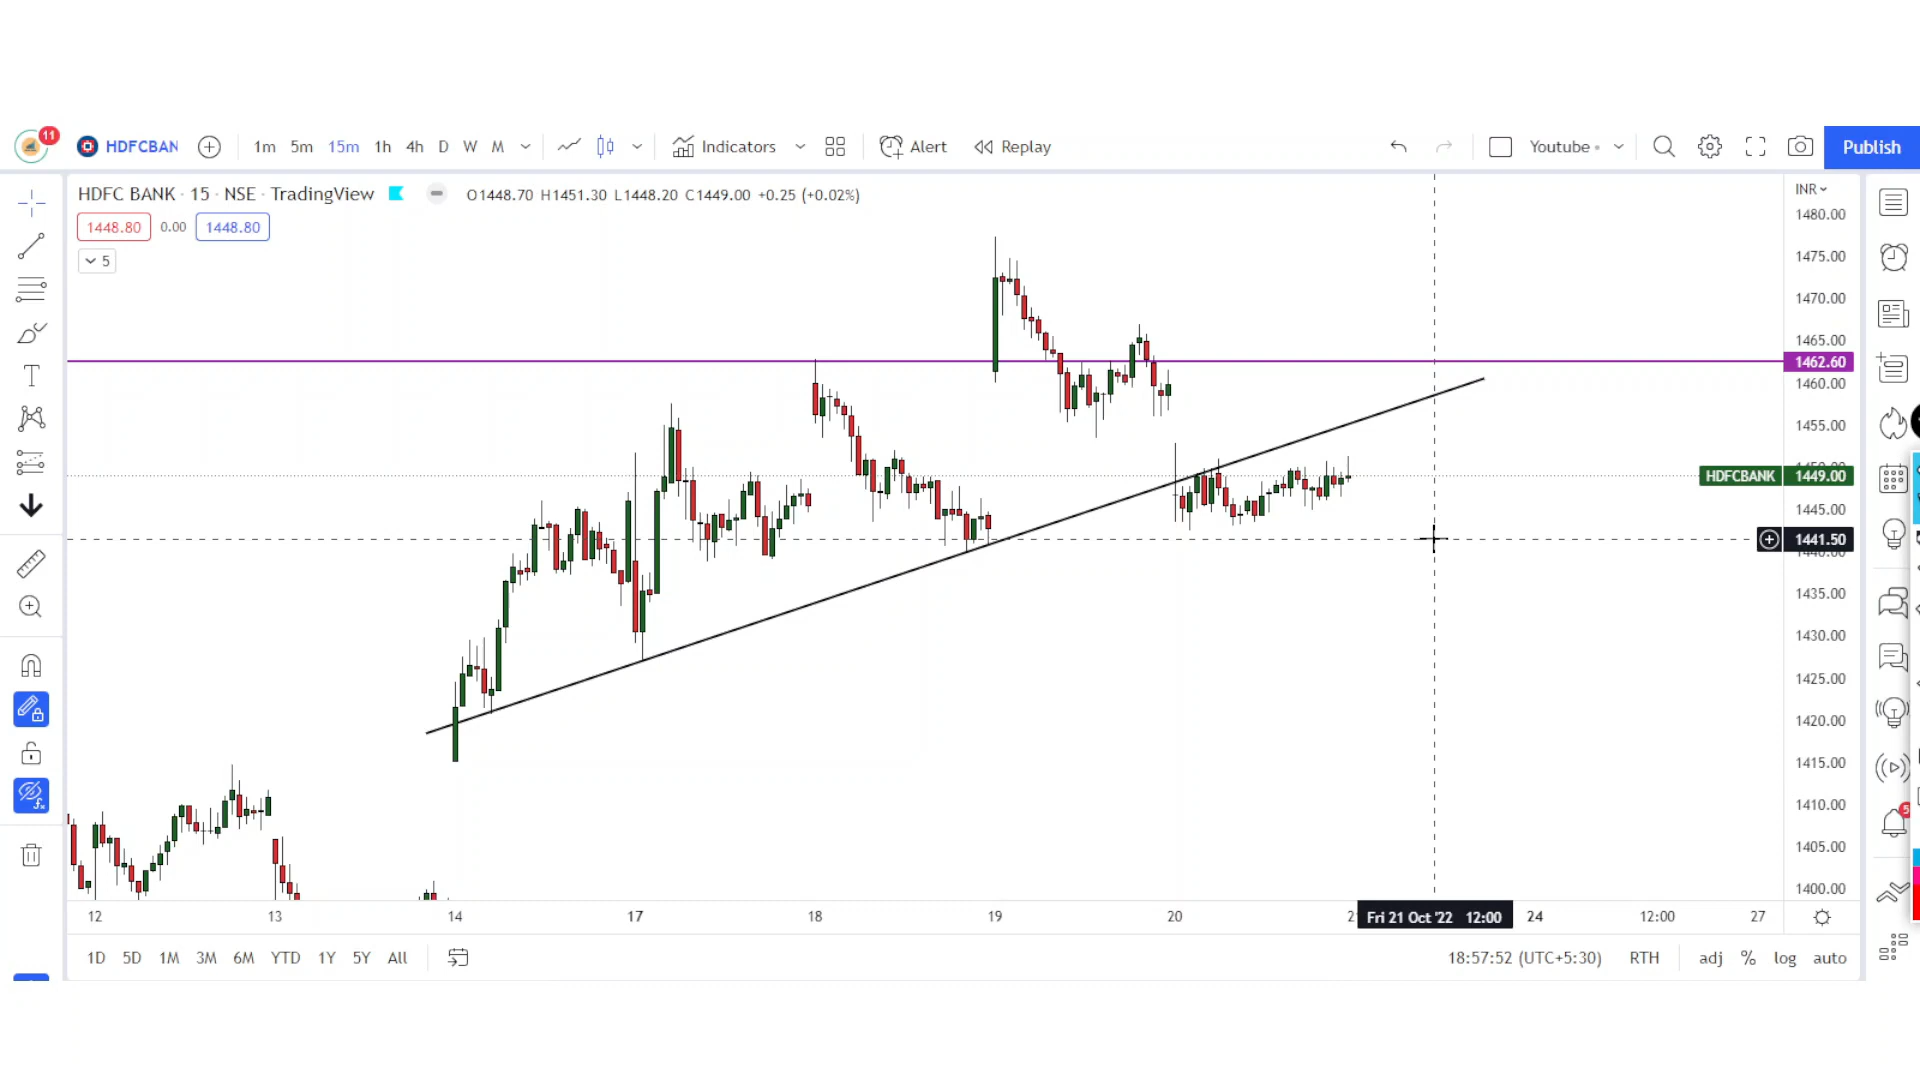 11 HDFCBAN 1m 5m 15m 1h 4h D W M Indicators Alert Replay Youtube Publish
HDFC BANK · 15 · NSE · TradingView O1448.70 H1451.30 L1448.20 C1449.00 +0.25 (+0.02%)
1448.80 0.00 1448.80
5
INR
1480.00
1475.00
1470.00
1465.00
1462.60
1460.00
1455.00
HDFCBANK 1449.00
1445.00
1441.50
1435.00
1430.00
1425.00
1420.00
1415.00
1410.00
1405.00
1400.00
12 13 14 17 18 19 20 Fri 21 Oct '22 12:00 24 12:00 27
1D 5D 1M 3M 6M YTD 1Y 5Y All 18:57:52 (UTC+5:30) RTH adj % log auto